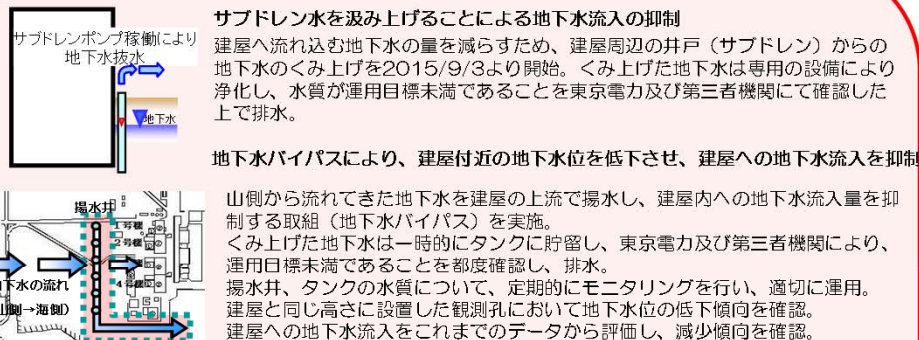 サブドレン水を汲み上げることによる地下水流入の抑制
サブドレンポンプ稼働により
地下水抜水
地下水
建屋へ流れ込む地下水の量を減らすため、建屋周辺の井戸（サブドレン）からの
地下水のくみ上げを2015/9/3より開始。くみ上げた地下水は専用の設備により
浄化し、水質が運用目標未満であることを東京電力及び第三者機関にて確認した
上で排水。
地下水バイパスにより、建屋付近の地下水位を低下させ、建屋への地下水流入を抑制
揚水井
1号機
2号機
4号機
下水の流れ
山側→海側）
山側から流れてきた地下水を建屋の上流で揚水し、建屋内への地下水流入量を抑
制する取組（地下水バイパス）を実施。
くみ上げた地下水は一時的にタンクに貯留し、東京電力及び第三者機関により、
運用目標未満であることを都度確認し、排水。
揚水井、タンクの水質について、定期的にモニタリングを行い、適切に運用。
建屋と同じ高さに設置した観測孔において地下水位の低下傾向を確認。
建屋への地下水流入をこれまでのデータから評価し、減少傾向を確認。